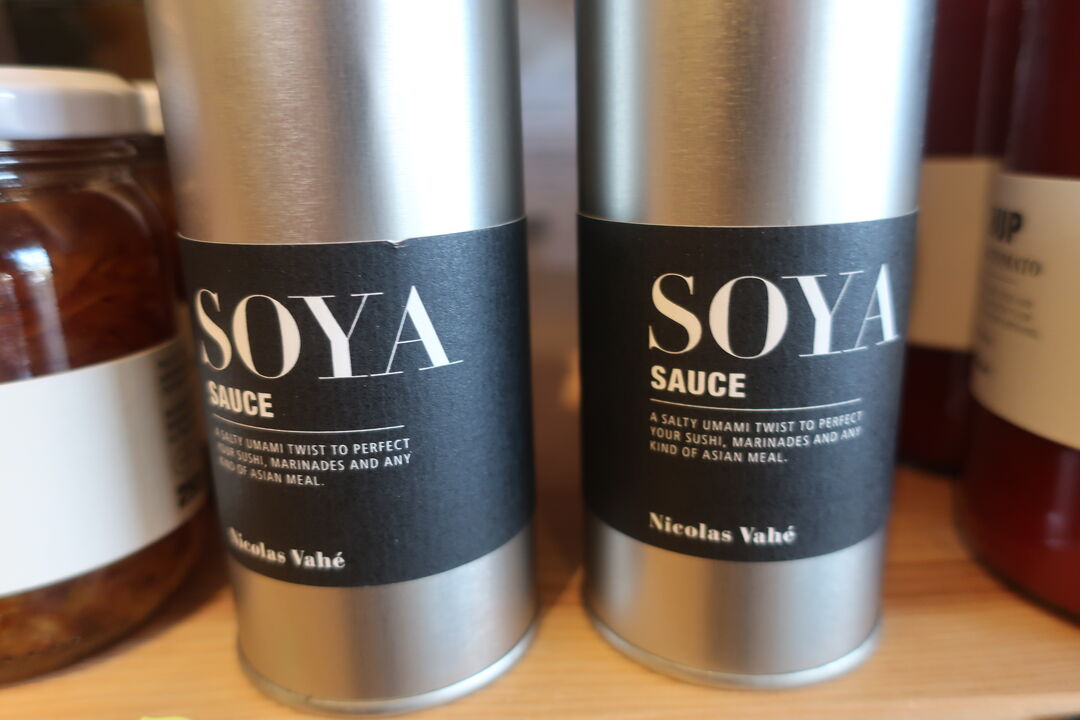 SOYA
SAUCE
A SALTY UMAMI TWIST TO PERFECT
YOUR SUSHI, MARINADES AND ANY
KIND OF ASIAN MEAL.
Nicolas Vahé
SOYA
SAUCE
A SALTY UMAMI TWIST TO PERFECT
YOUR SUSHI, MARINADES AND ANY
KIND OF ASIAN MEAL.
Nicolas Vahé